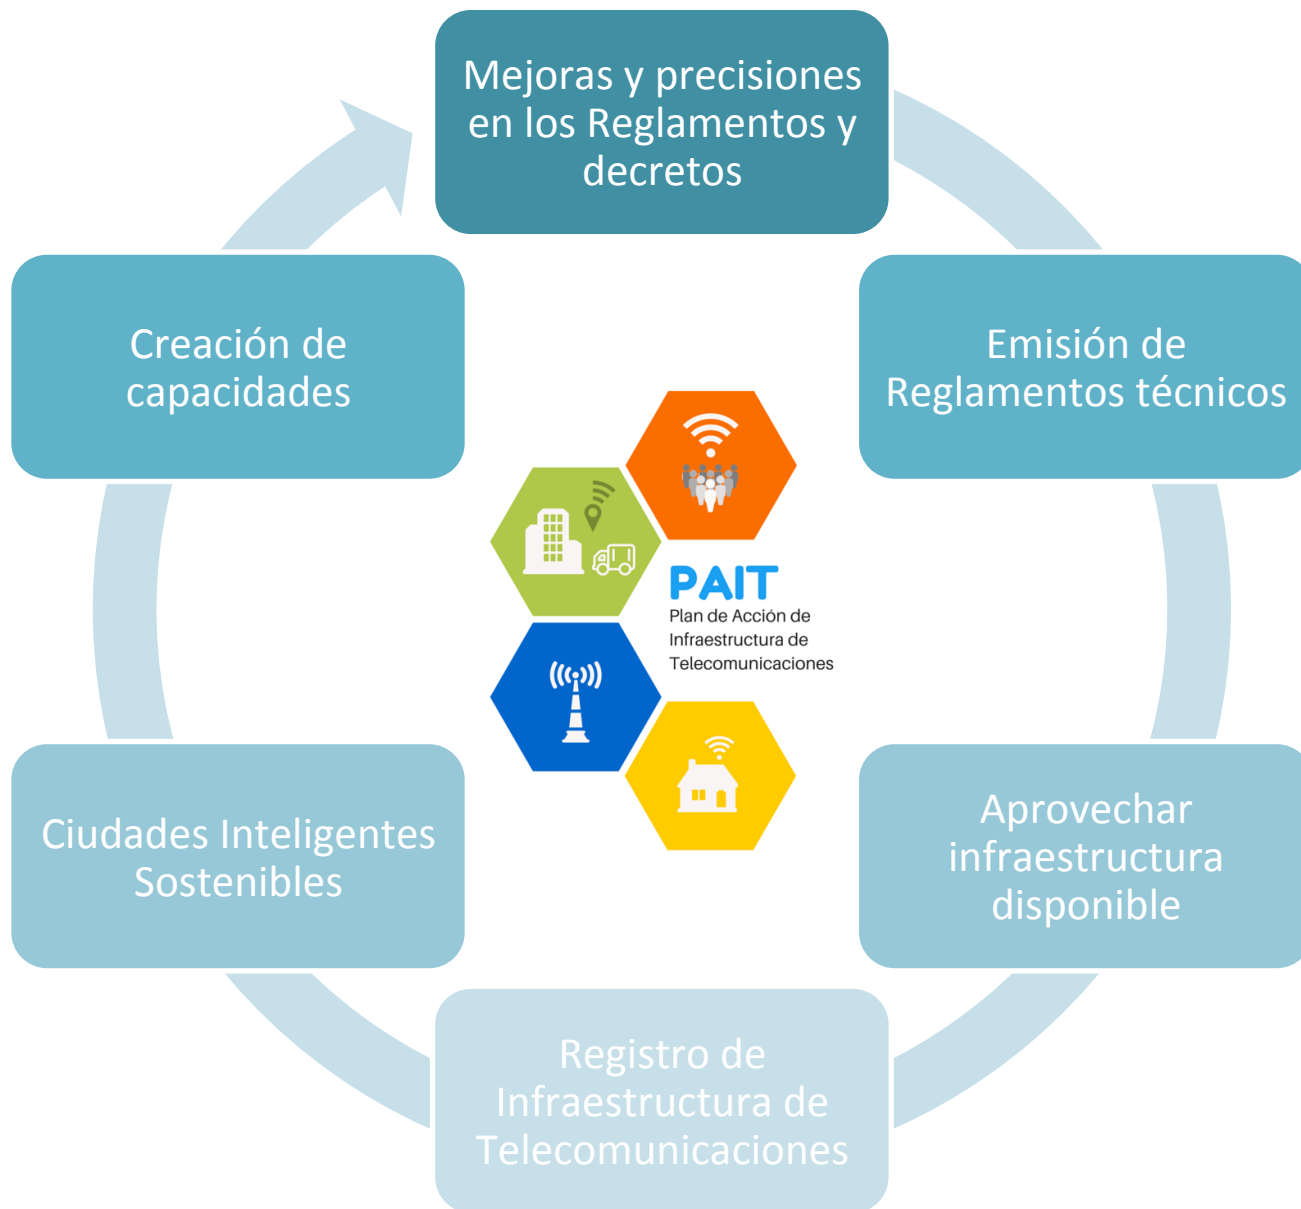 Mejoras y precisiones
en los Reglamentos y
decretos
Emisión de
Reglamentos técnicos
Aprovechar
infraestructura
disponible
Registro de
Infraestructura de
Telecomunicaciones
Ciudades Inteligentes
Sostenibles
Creación de
capacidades
PAIT
Plan de Acción de
Infraestructura de
Telecomunicaciones